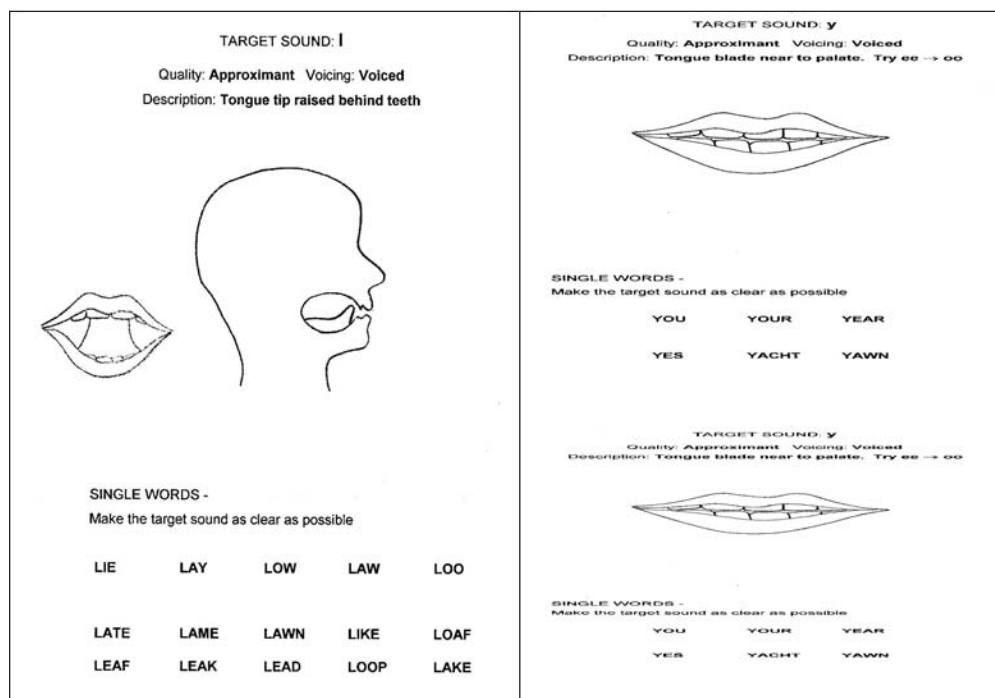 TARGET SOUND: l
Quality: Approximant Voicing: Voiced
Description: Tongue tip raised behind teeth
SINGLE WORDS -
Make the target sound as clear as possible
LIE LAY LOW LAW LOO
LATE LAME LAWN LIKE LOAF
LEAF LEAK LEAD LOOP LAKE
TARGET SOUND: y
Quality: Approximant Voicing: Voiced
Description: Tongue blade near to palate. Try ee → oo
SINGLE WORDS -
Make the target sound as clear as possible
YOU YOUR YEAR
YES YACHT YAWN
TARGET SOUND: y
Quality: Approximant Voicing: Voiced
Description: Tongue blade near to palate. Try ee → oo
SINGLE WORDS -
Make the target sound as clear as possible
YOU YOUR YEAR
YES YACHT YAWN